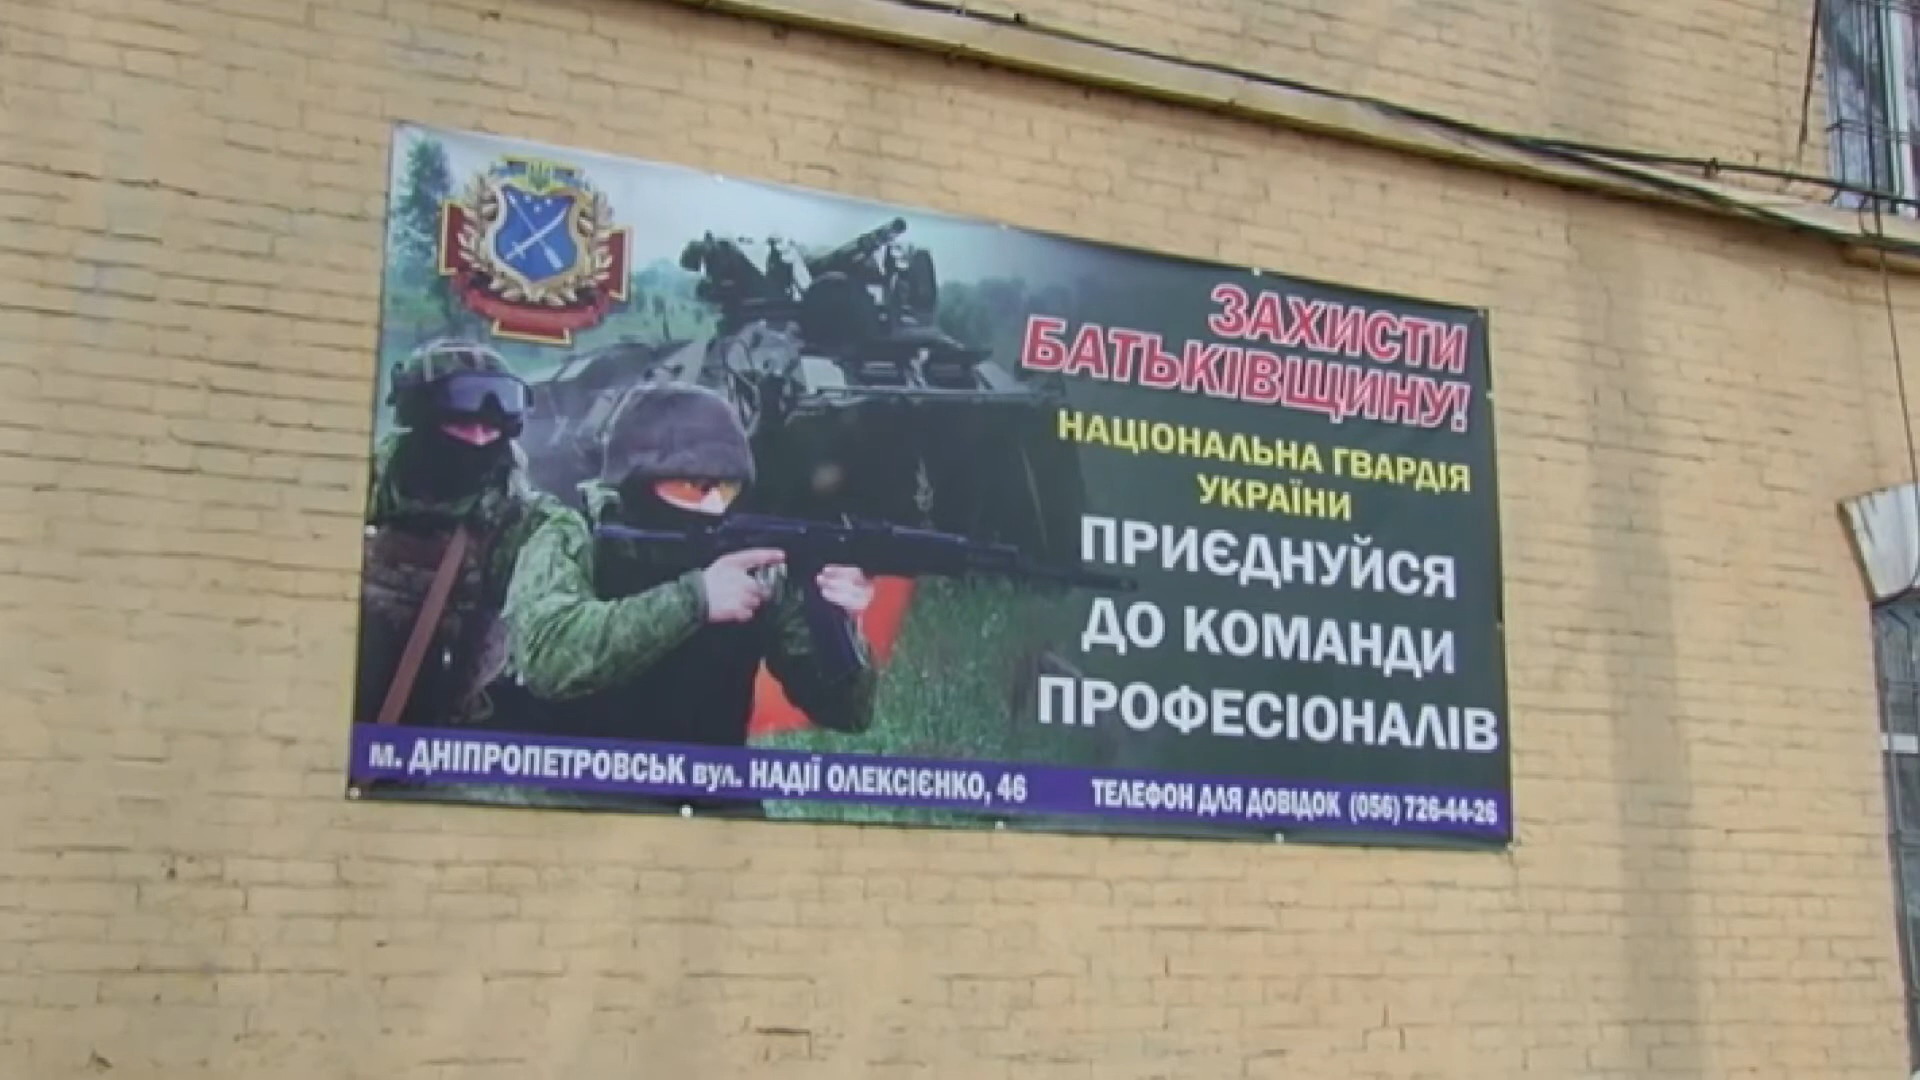 ЗАХИСТИ
БАТЬКІВЩИНУ!
НАЦІОНАЛЬНА ГВАРДІЯ
УКРАЇНИ
ПРИЄДНУЙСЯ
ДО КОМАНДИ
ПРОФЕСІОНАЛІВ
м. ДНІПРОПЕТРОВСЬК вул. НАДІЇ ОЛЕКСІЄНКО, 46
ТЕЛЕФОН ДЛЯ ДОВІДОК (056) 726-44-26